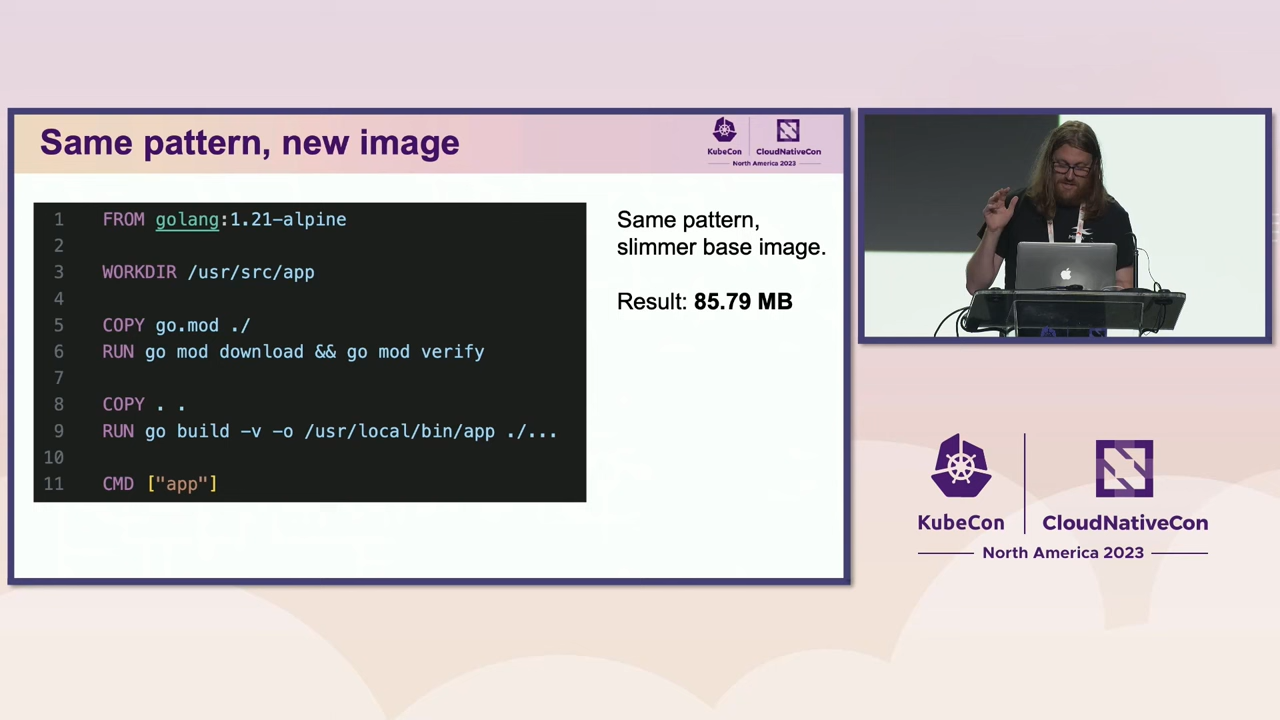 Same pattern, new image
KubeCon
CloudNativeCon
North America 2023
1 FROM golang:1.21-alpine
2
3 WORKDIR /usr/src/app
4
5 COPY go.mod ./
6 RUN go mod download && go mod verify
7
8 COPY . .
9 RUN go build -v -o /usr/local/bin/app ./...
10
11 CMD ["app"]
Same pattern,
slimmer base image.
Result: 85.79 MB
KubeCon
CloudNativeCon
North America 2023